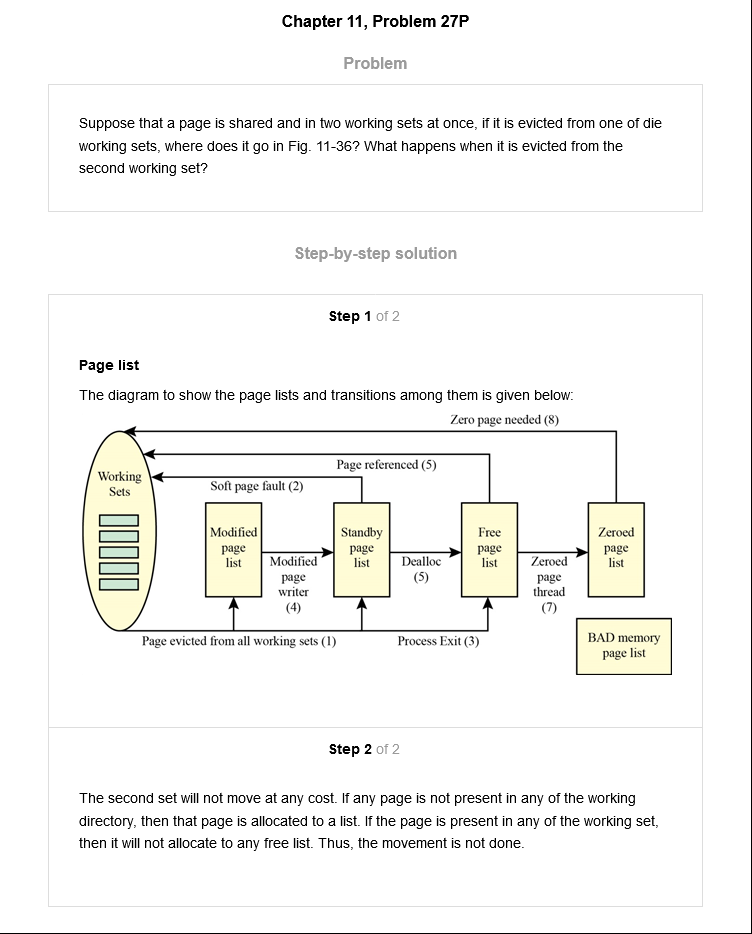 Chapter 11, Problem 27P
Problem
Suppose that a page is shared and in two working sets at once, if it is evicted from one of die
working sets, where does it go in Fig. 11-36? What happens when it is evicted from the
second working set?
Step-by-step solution
Step 1 of 2
Page list
The diagram to show the page lists and transitions among them is given below:
Zero page needed (8)
Page referenced (5)
Soft page fault (2)
Working
Sets
Modified
page
list
Modified
page
writer
(4)
Standby
page
list
Dealloc
(5)
Free
page
list
Zeroed
page
thread
(7)
Zeroed
page
list
Page evicted from all working sets (1)
Process Exit (3)
BAD memory
page list
Step 2 of 2
The second set will not move at any cost. If any page is not present in any of the working
directory, then that page is allocated to a list. If the page is present in any of the working set,
then it will not allocate to any free list. Thus, the movement is not done.